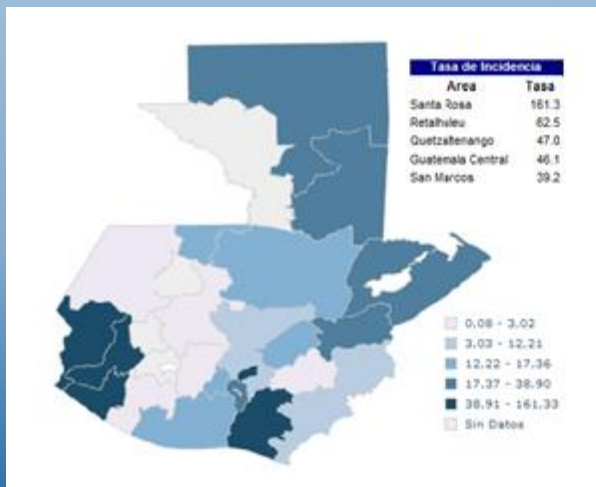 Tasa de Incidencia
Area Tasa
Santa Rosa 161.3
Retalhuleu 62.5
Quetzaltenango 47.0
Guatemala Central 46.1
San Marcos 39.2
0,08 - 3,02
3,03 - 12,21
12,22 - 17,36
17,37 - 38,90
38,91 - 161,33
Sin Datos